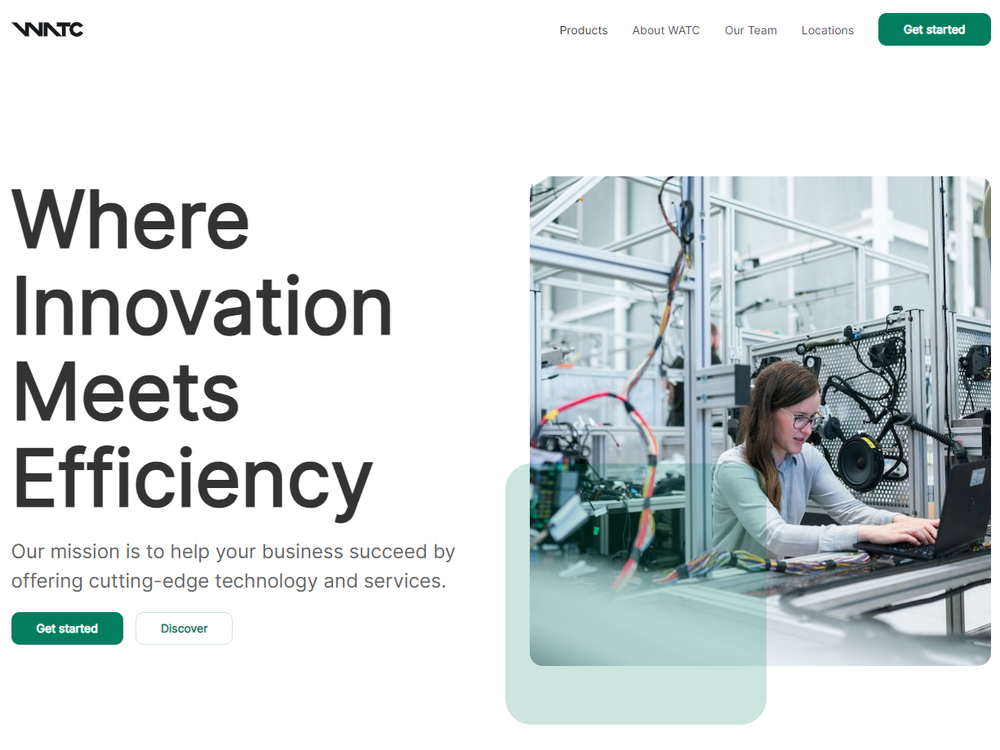 WATC
Products About WATC Our Team Locations Get started
Where
Innovation
Meets
Efficiency
Our mission is to help your business succeed by
offering cutting-edge technology and services.
Get started Discover